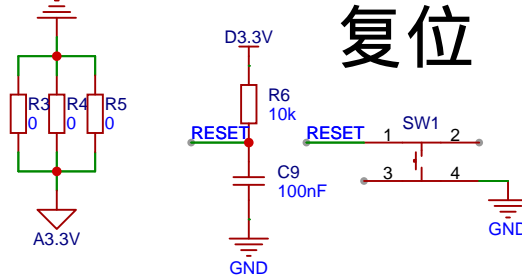 复位
D3.3V
R3
0
R4
0
R5
0
R6
10k
RESET
RESET
SW1
1
2
3
4
C9
100nF
A3.3V
GND
GND